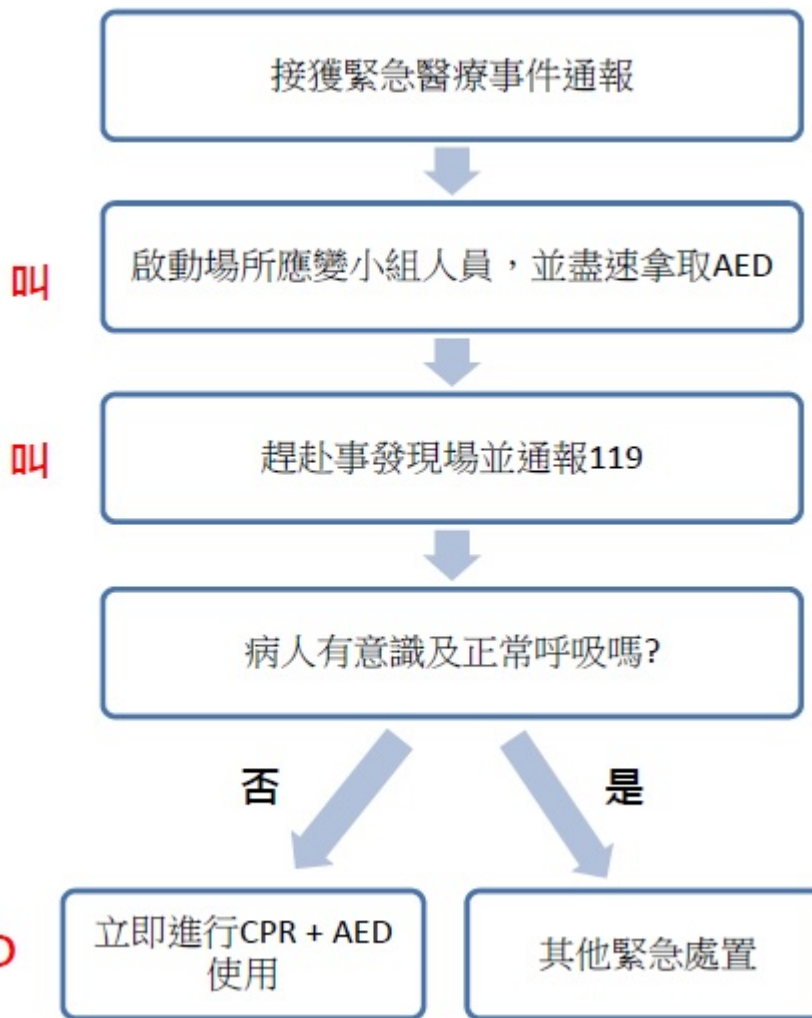 接獲緊急醫療事件通報
叫
啟動場所應變小組人員，並盡速拿取AED
叫
趕赴事發現場並通報119
病人有意識及正常呼吸嗎?
否
是
D
立即進行CPR + AED
使用
其他緊急處置